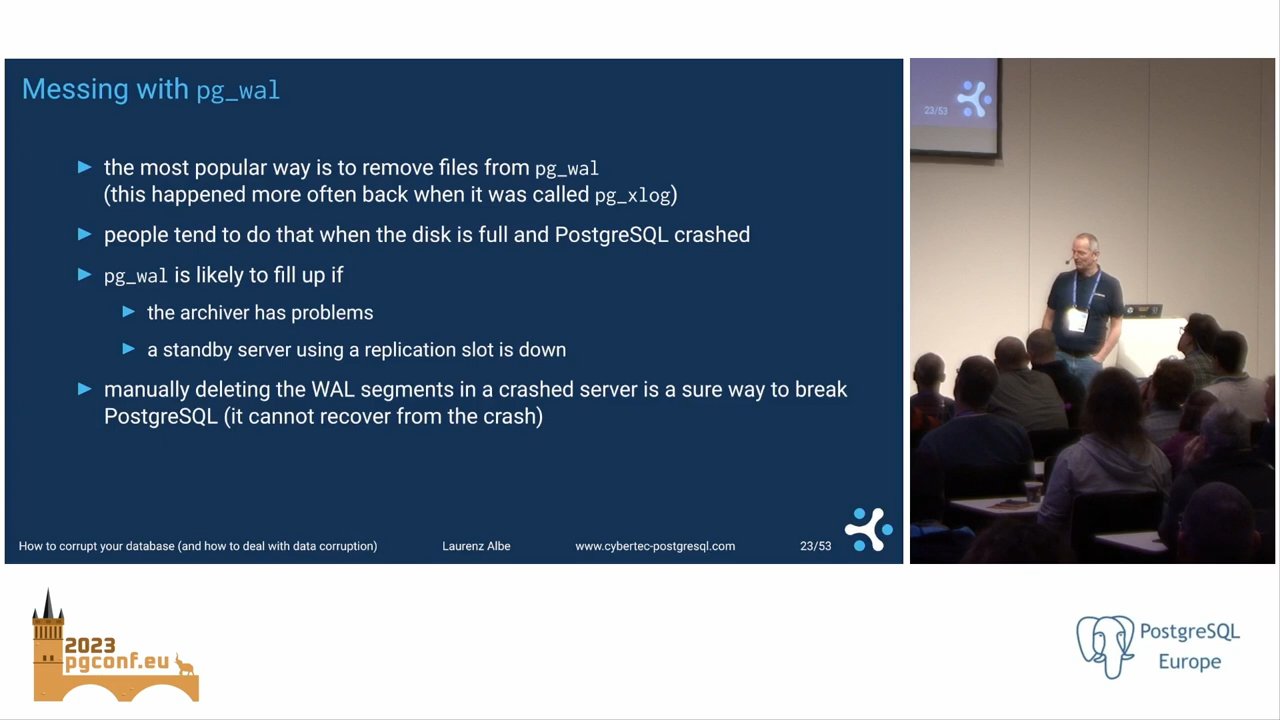 Messing with pg_wal
the most popular way is to remove files from pg_wal
(this happened more often back when it was called pg_xlog)
people tend to do that when the disk is full and PostgreSQL crashed
pg_wal is likely to fill up if
the archiver has problems
a standby server using a replication slot is down
manually deleting the WAL segments in a crashed server is a sure way to break
PostgreSQL (it cannot recover from the crash)
How to corrupt your database (and how to deal with data corruption) Laurenz Albe www.cybertec-postgresql.com 23/53
23/53
2023
pgconf.eu
PostgreSQL
Europe